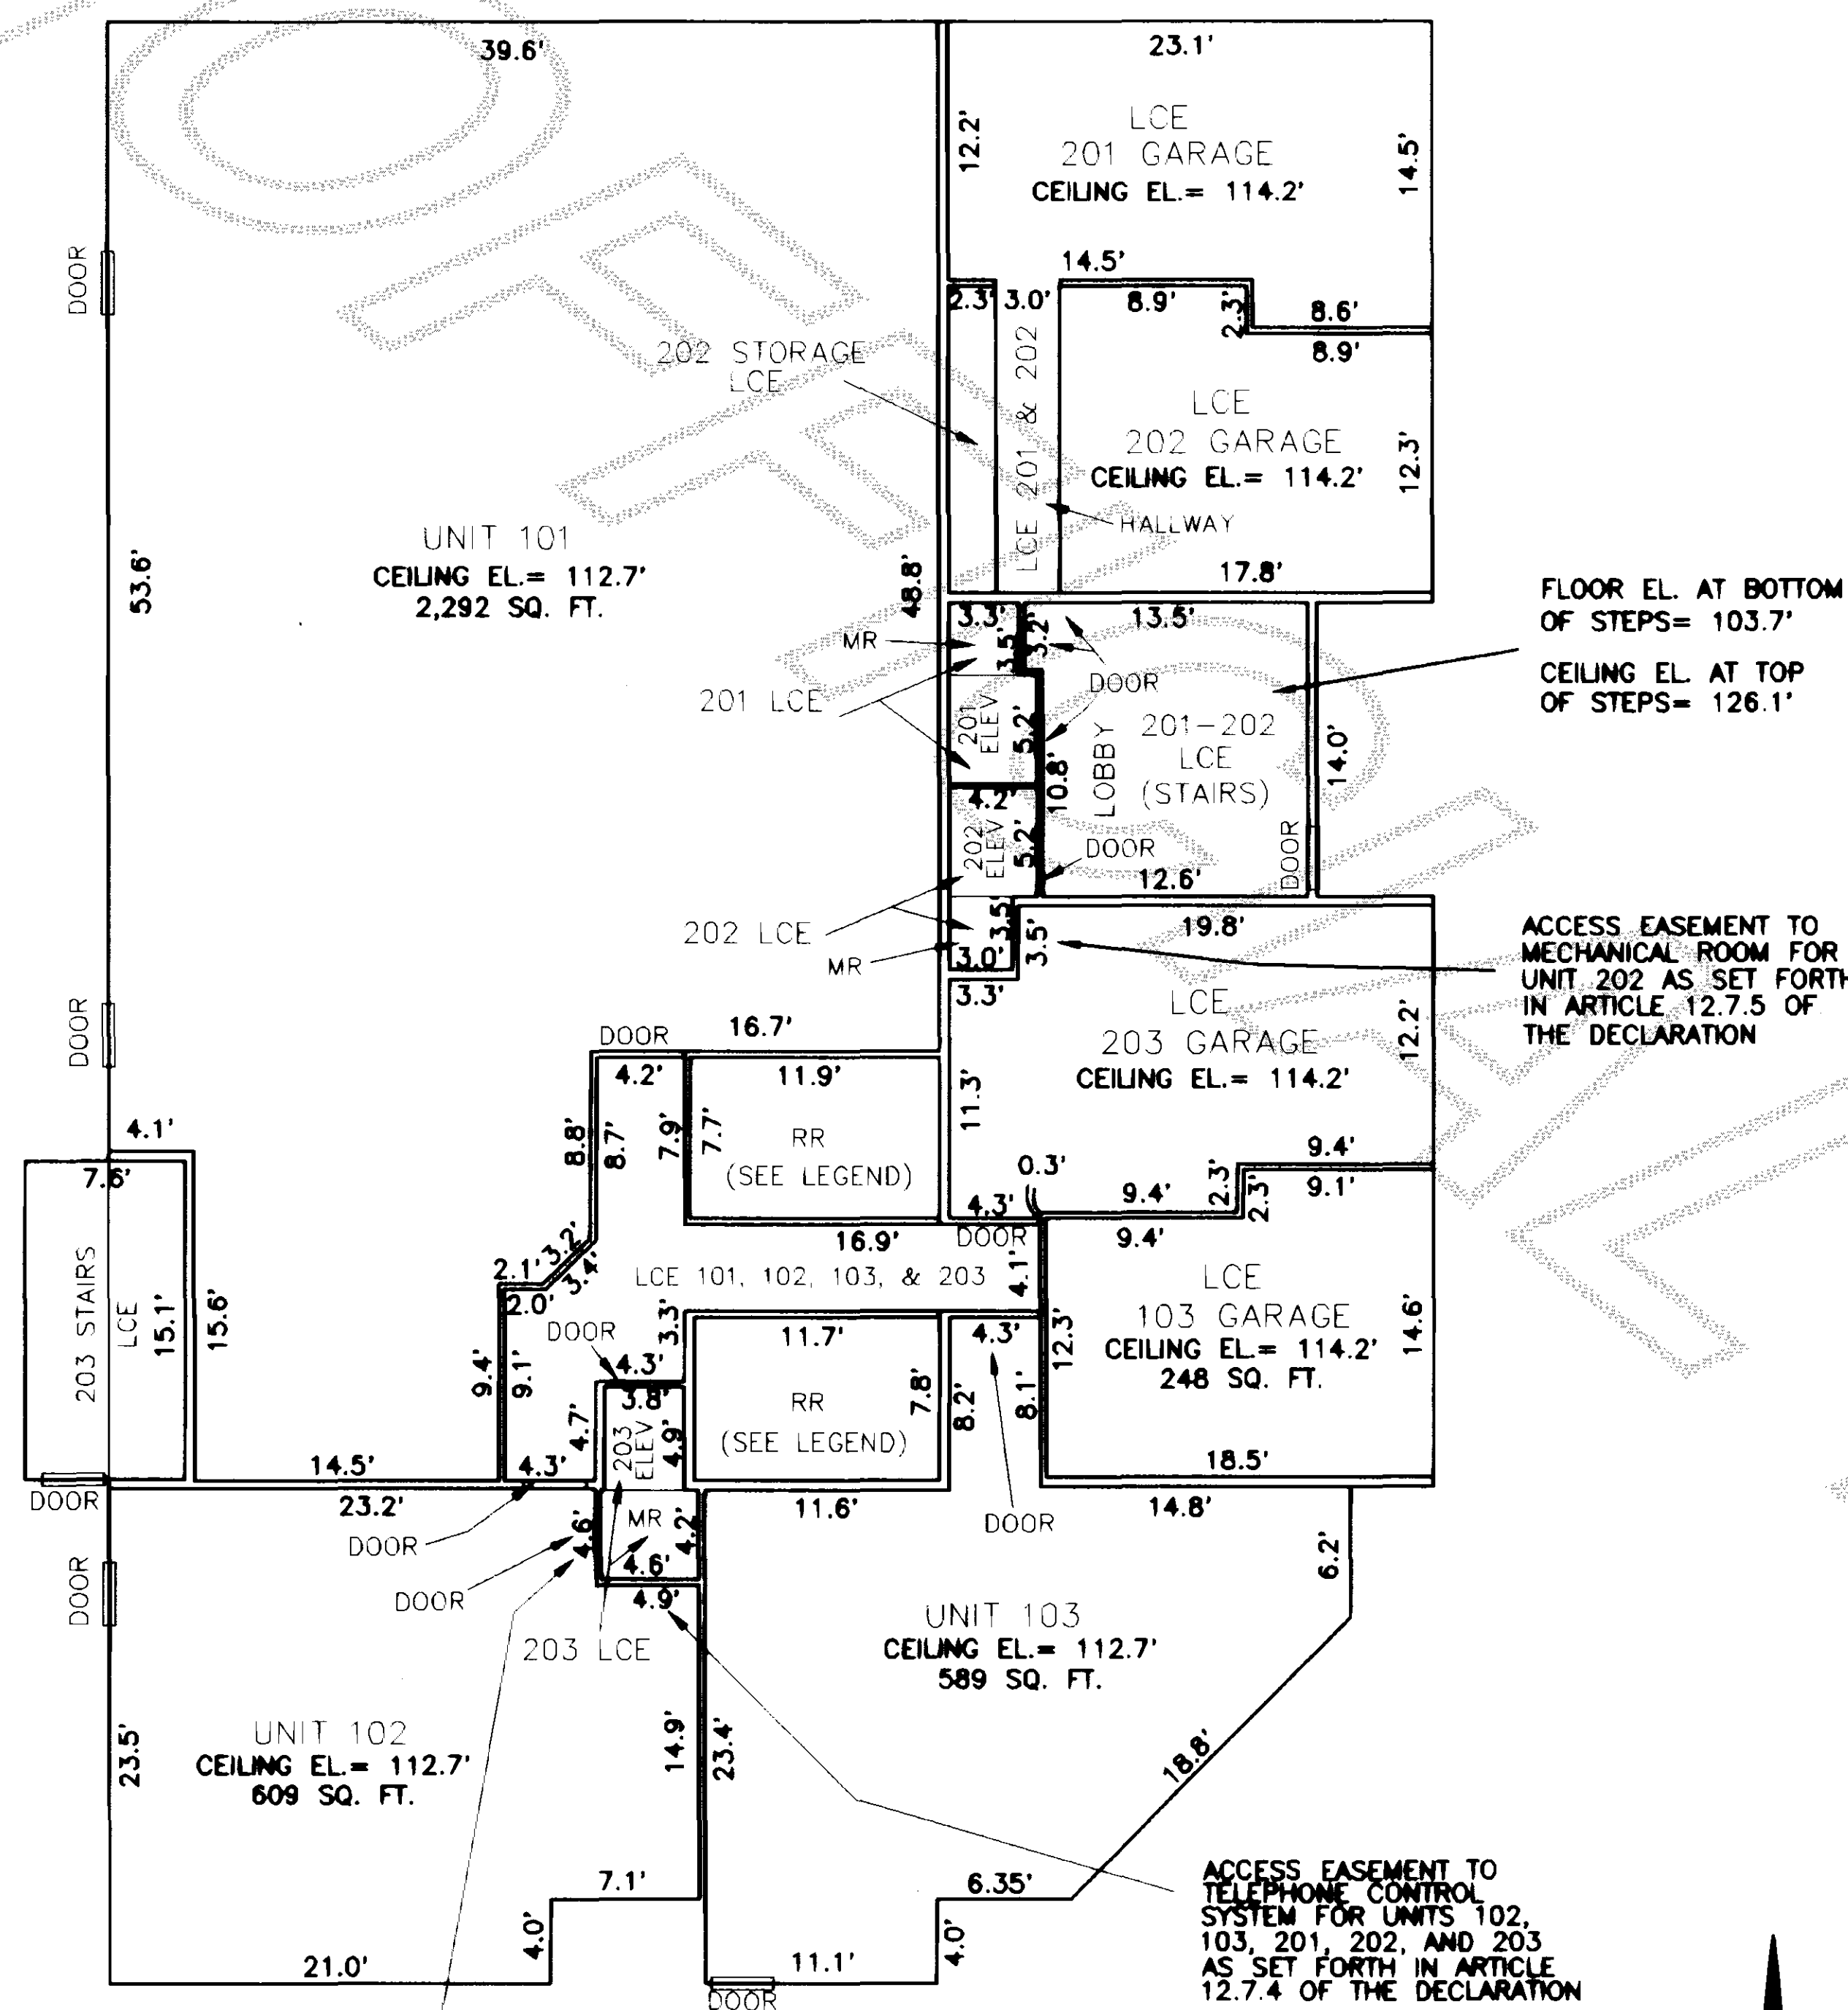 39.6'
23.1'
12.2'
LCE
201 GARAGE
CEILING EL.= 114.2'
14.5'
DOOR
14.5'
2.3'
3.0'
8.9'
2.3'
8.6'
8.9'
202 STORAGE
LCE
LCE 201 & 202
LCE
202 GARAGE
CEILING EL.= 114.2'
12.3'
HALLWAY
UNIT 101
CEILING EL.= 112.7'
2,292 SQ. FT.
53.6'
48.8'
17.8'
FLOOR EL. AT BOTTOM
OF STEPS= 103.7'
CEILING EL. AT TOP
OF STEPS= 126.1'
3.3'
3.5'
3.2'
13.5'
MR
DOOR
201 LCE
201
ELEV
5.2'
10.8'
LOBBY
201-202
LCE
(STAIRS)
14.0'
4.2'
202
ELEV
5.2'
DOOR
DOOR
12.6'
202 LCE
3.5'
3.5'
19.8'
MR
3.0'
3.3'
ACCESS EASEMENT TO
MECHANICAL ROOM FOR
UNIT 202 AS SET FORTH
IN ARTICLE 12.7.5 OF
THE DECLARATION
DOOR
DOOR
16.7'
LCE
203 GARAGE
CEILING EL.= 114.2'
12.2'
4.2'
11.9'
11.3'
4.1'
8.8'
8.7'
7.9'
7.7'
RR
(SEE LEGEND)
0.3'
9.4'
7.6'
4.3'
9.4'
2.3'
2.3'
9.1'
16.9'
DOOR
9.4'
203 STAIRS
LCE
15.1'
15.6'
2.1'
3.2'
3.4'
2.0'
LCE 101, 102, 103, & 203
4.1'
LCE
103 GARAGE
CEILING EL.= 114.2'
248 SQ. FT.
14.6'
DOOR
3.3'
11.7'
4.3'
12.3'
9.4'
9.1'
4.3'
3.8'
4.7'
203
ELEV
4.9'
RR
(SEE LEGEND)
7.8'
8.2'
8.1'
14.5'
4.3'
18.5'
DOOR
23.2'
DOOR
4.6'
MR
4.2'
11.6'
DOOR
14.8'
DOOR
DOOR
4.6'
4.9'
6.2'
203 LCE
UNIT 103
CEILING EL.= 112.7'
589 SQ. FT.
UNIT 102
CEILING EL.= 112.7'
609 SQ. FT.
23.5'
14.9'
23.4'
18.8'
7.1'
6.35'
4.0'
4.0'
21.0'
11.1'
DOOR
ACCESS EASEMENT TO
TELEPHONE CONTROL
SYSTEM FOR UNITS 102,
103, 201, 202, AND 203
AS SET FORTH IN ARTICLE
12.7.4 OF THE DECLARATION